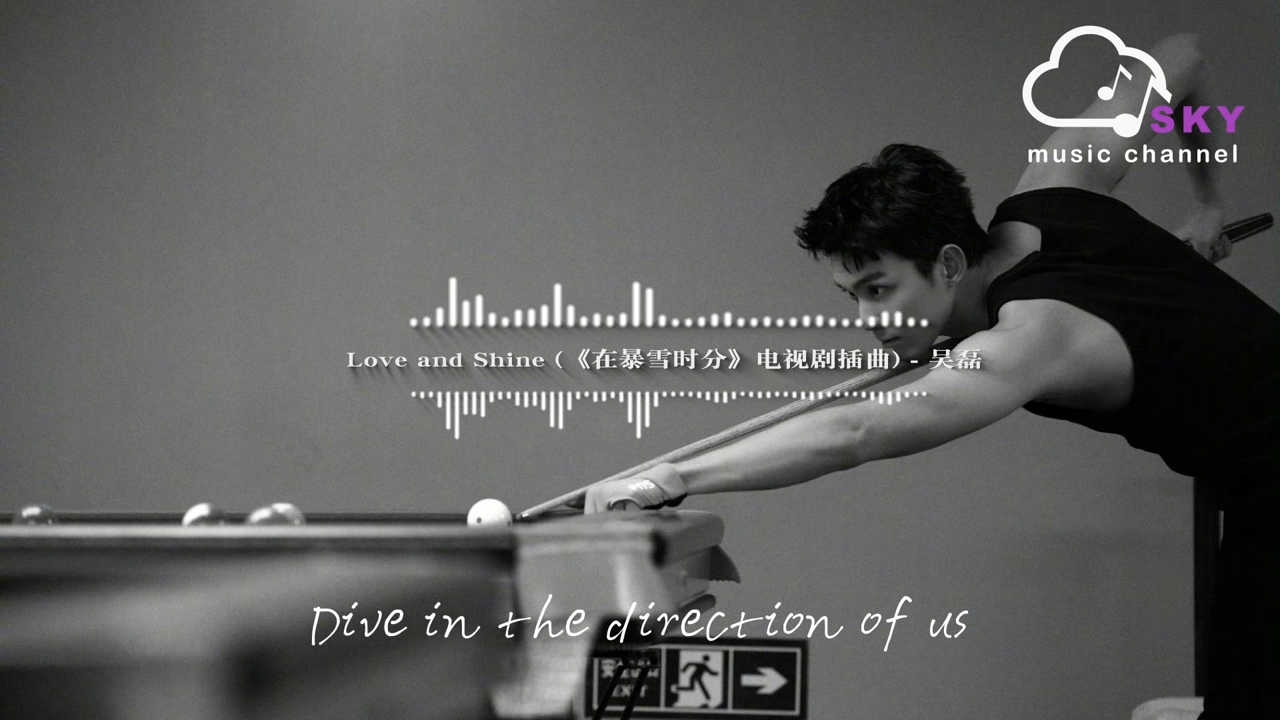 SKY
music channel
Love and Shine (《在暴雪时分》电视剧插曲) - 吴磊
Dive in the direction of us
EXIT